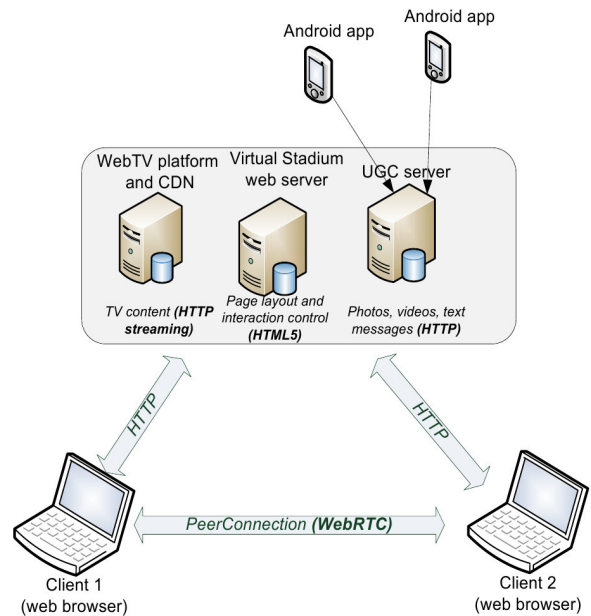 Android app
Android app
WebTV platform
and CDN
Virtual Stadium
web server
UGC server
TV content (HTTP
streaming)
Page layout and
interaction control
(HTML5)
Photos, videos, text
messages (HTTP)
HTTP
HTTP
PeerConnection (WebRTC)
Client 1
(web browser)
Client 2
(web browser)